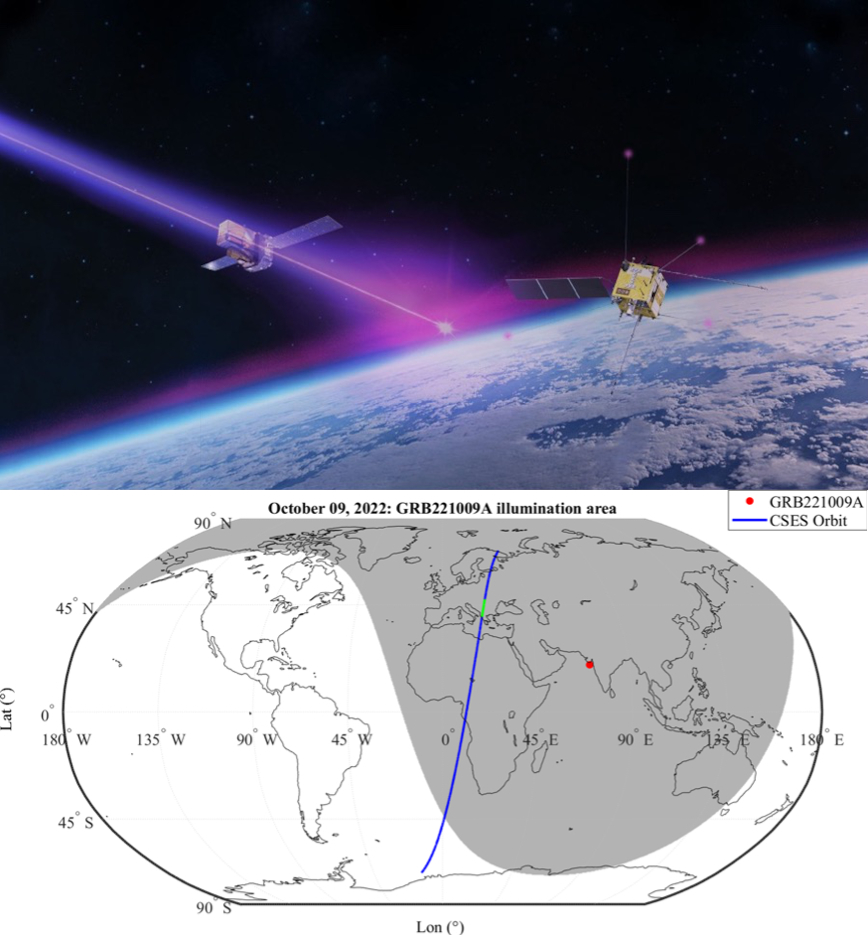 October 09, 2022: GRB221009A illumination area
GRB221009A
CSES Orbit
90° N
45° N
0°
180° W 135° W 90° W 45° W 0° 45° E 90° E 135° E 180° E
45° S
90° S
Lat (°)
Lon (°)